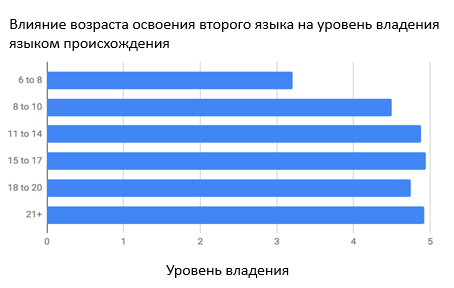 Влияние возраста освоения второго языка на уровень владения
языком происхождения
6 to 8
8 to 10
11 to 14
15 to 17
18 to 20
21+
0 1 2 3 4 5
Уровень владения